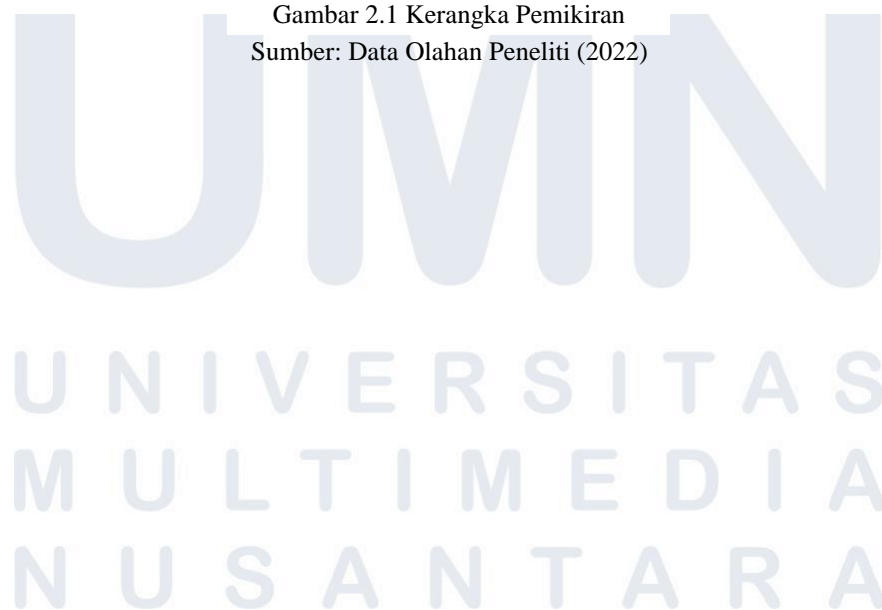 Gambar 2.1 Kerangka Pemikiran
Sumber: Data Olahan Peneliti (2022)
UMN
UNIVERSITAS
MULTIMEDIA
NUSANTARA